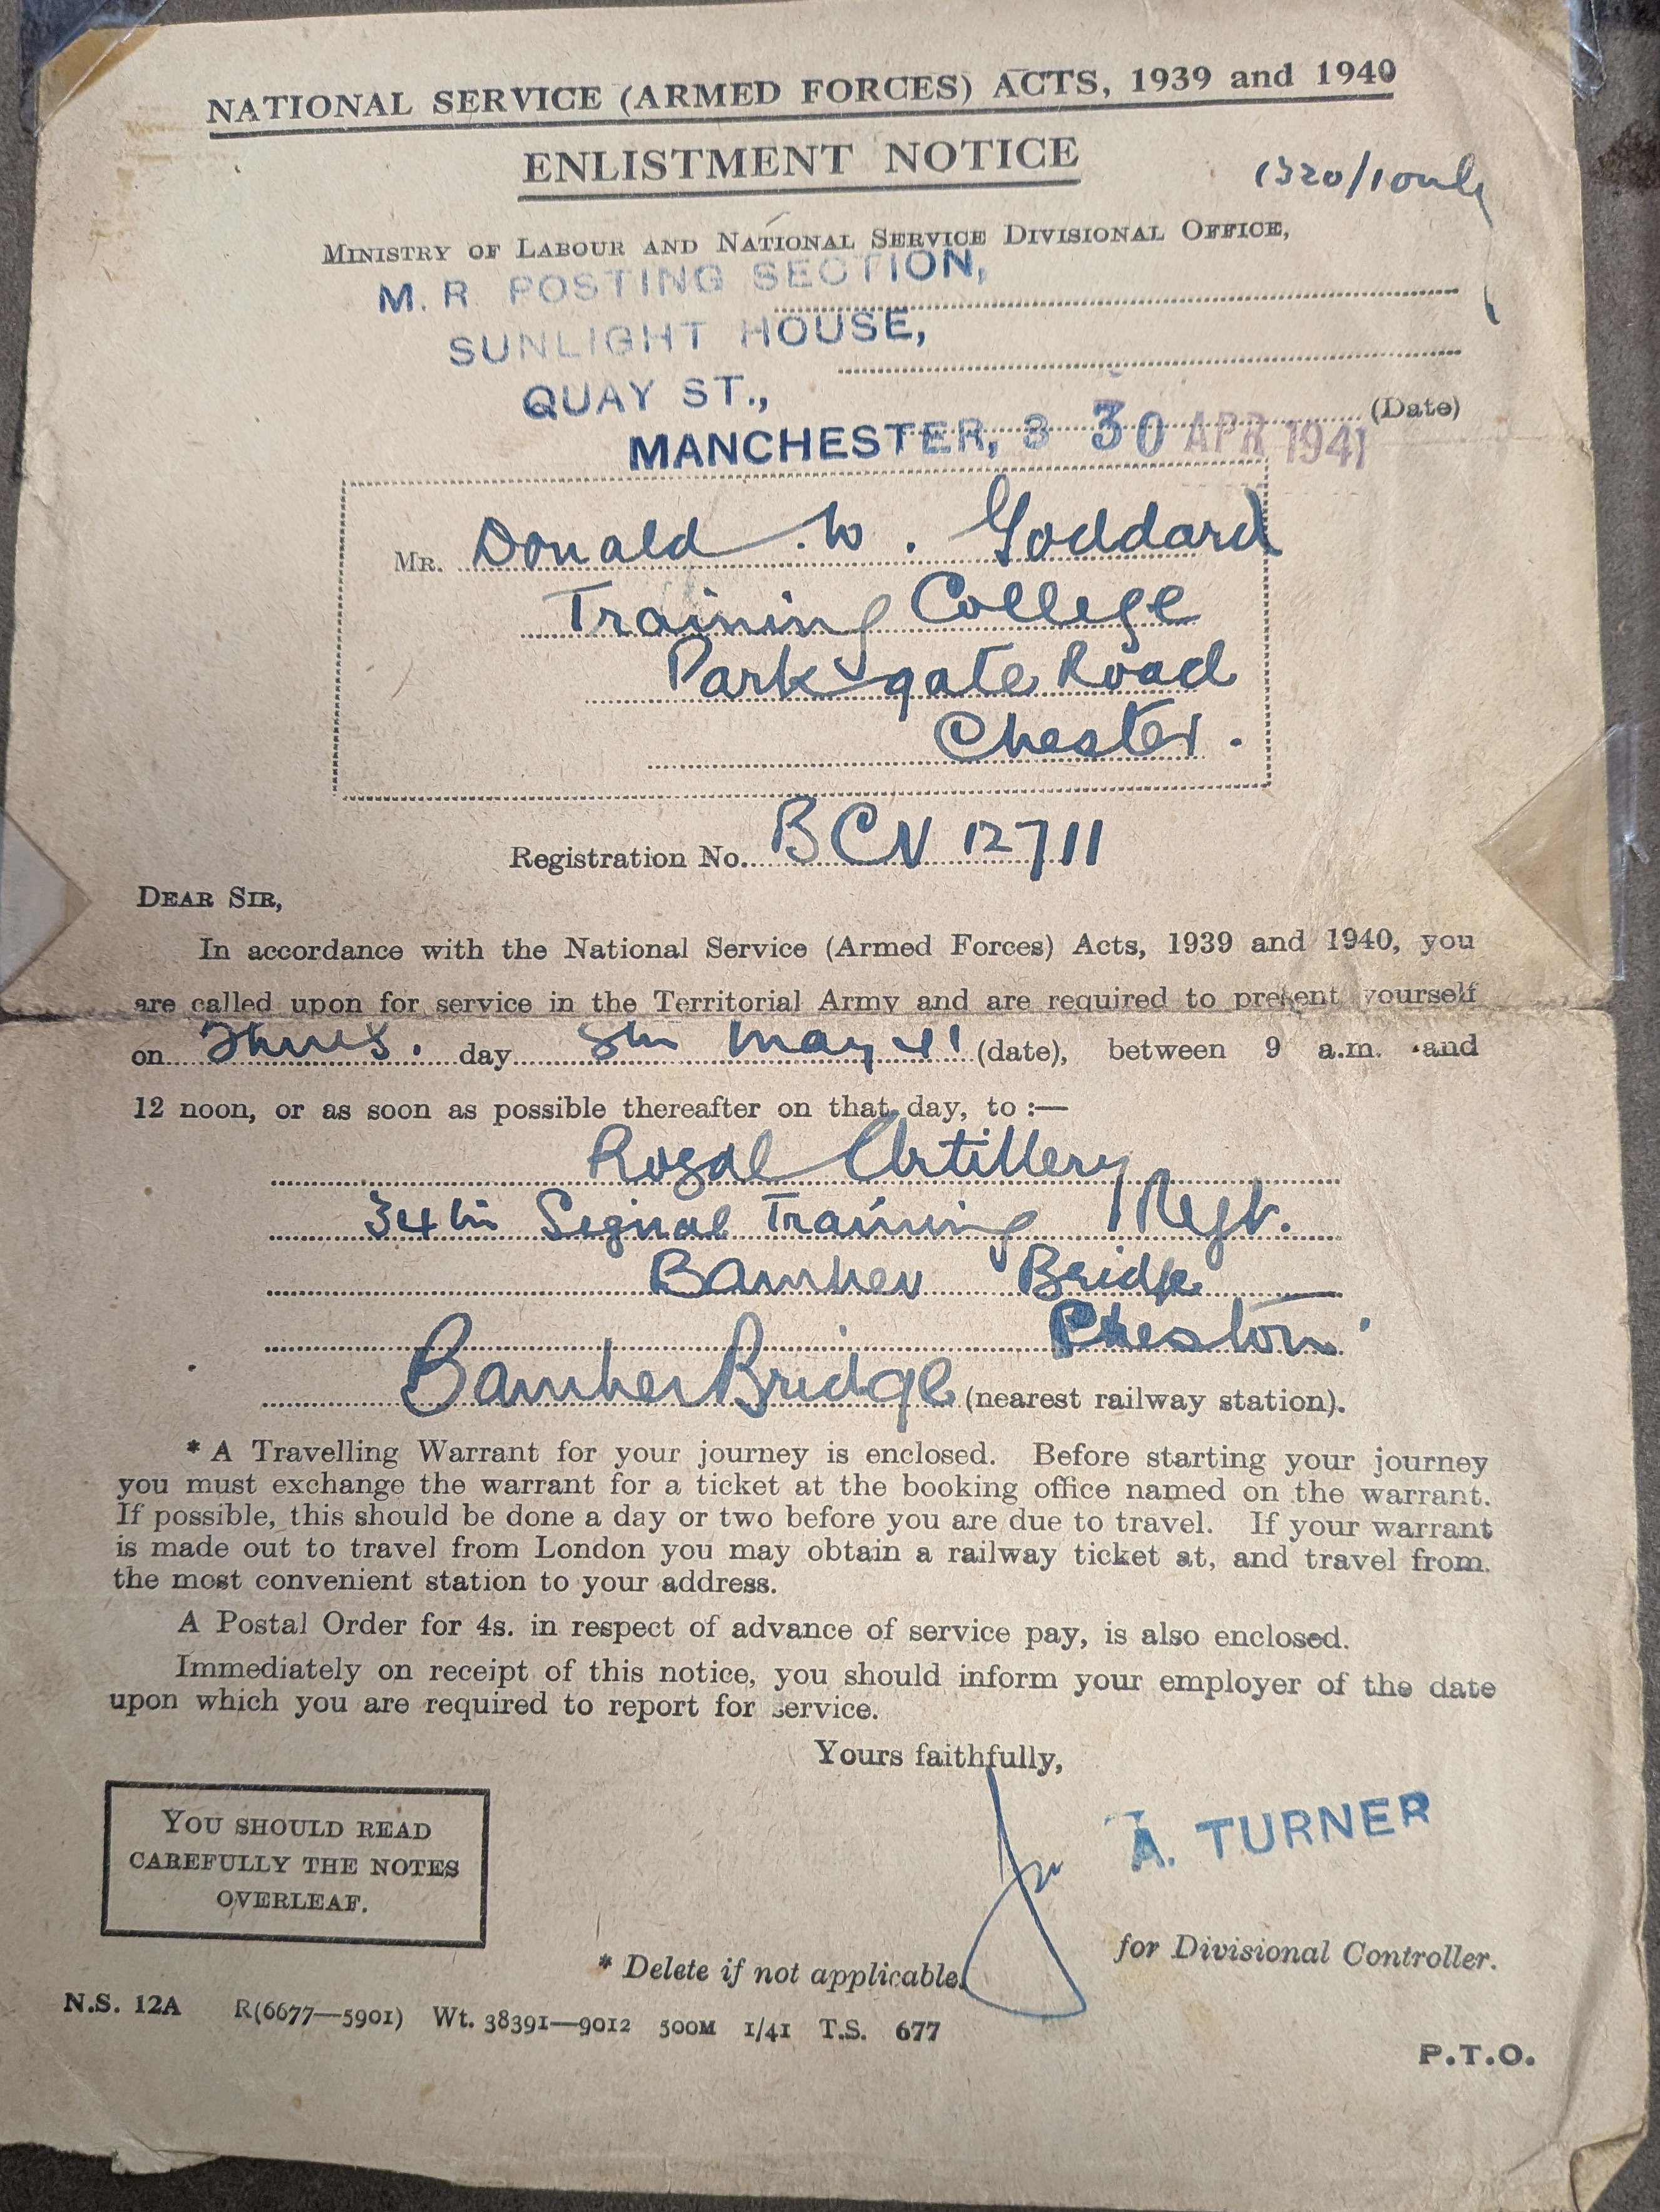 NATIONAL SERVICE (ARMED FORCES) ACTS, 1939 and 1940
ENLISTMENT NOTICE
MINISTRY OF LABOUR AND NATIONAL SERVICE DIVISIONAL OFFICE,
M. R POSTING SECTION,
SUNLIGHT HOUSE,
QUAY ST.,
(Date)
MANCHESTER, 3 30 APR 1941
MR. Donald .W. Goddard
Training College
Parkgate Road
Chester.
Registration No. BCN 12711
DEAR SIR,
In accordance with the National Service (Armed Forces) Acts, 1939 and 1940, you
are called upon for service in the Territorial Army and are required to present yourself
on Thurs. day 8th May 41 (date), between 9 a.m. and
12 noon, or as soon as possible thereafter on that day, to :—
Royal Artillery
34th Signal Training Regt.
Bamber Bridge
Preston
Bamber Bridge (nearest railway station).
* A Travelling Warrant for your journey is enclosed. Before starting your journey
you must exchange the warrant for a ticket at the booking office named on the warrant.
If possible, this should be done a day or two before you are due to travel. If your warrant
is made out to travel from London you may obtain a railway ticket at, and travel from,
the most convenient station to your address.
A Postal Order for 4s. in respect of advance of service pay, is also enclosed.
Immediately on receipt of this notice, you should inform your employer of the date
upon which you are required to report for service.
Yours faithfully,
A. TURNER
YOU SHOULD READ
CAREFULLY THE NOTES
OVERLEAF.
for Divisional Controller.
* Delete if not applicable.
N.S. 12A R(6677—5901) Wt. 38391—9012 500M 1/41 T.S. 677
P.T.O.